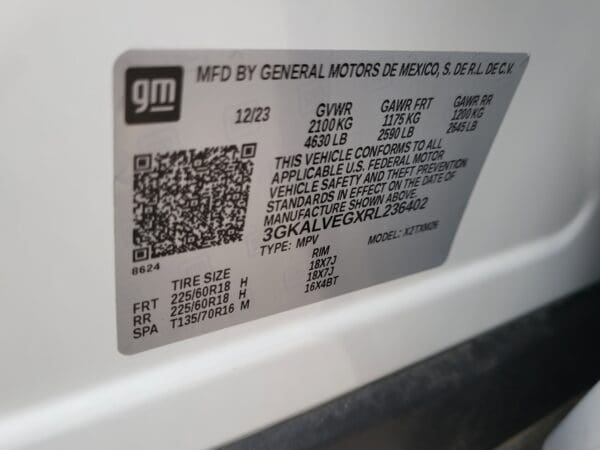 gm
MFD BY GENERAL MOTORS DE MEXICO, S. DE R.L. DE C.V.
12/23 GVWR GAWR FRT GAWR RR
2100 KG 1175 KG 1200 KG
4630 LB 2590 LB 2645 LB
THIS VEHICLE CONFORMS TO ALL
APPLICABLE U.S. FEDERAL MOTOR
VEHICLE SAFETY AND THEFT PREVENTION
STANDARDS IN EFFECT ON THE DATE OF
MANUFACTURE SHOWN ABOVE.
3GKALVEGXRL236402
TYPE: MPV MODEL: X2TXM26
8624
TIRE SIZE RIM
FRT 225/60R18 H 18X7J
RR 225/60R18 H 18X7J
SPA T135/70R16 M 16X4BT